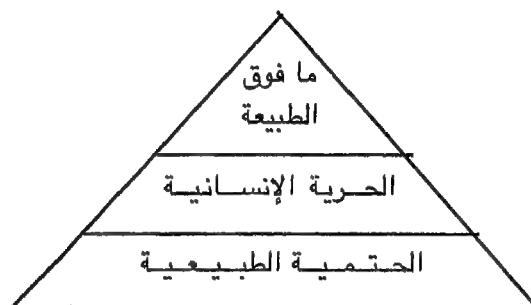 ما فوق
الطبيعة
الحرية الإنسانية
الحتمية الطبيعية